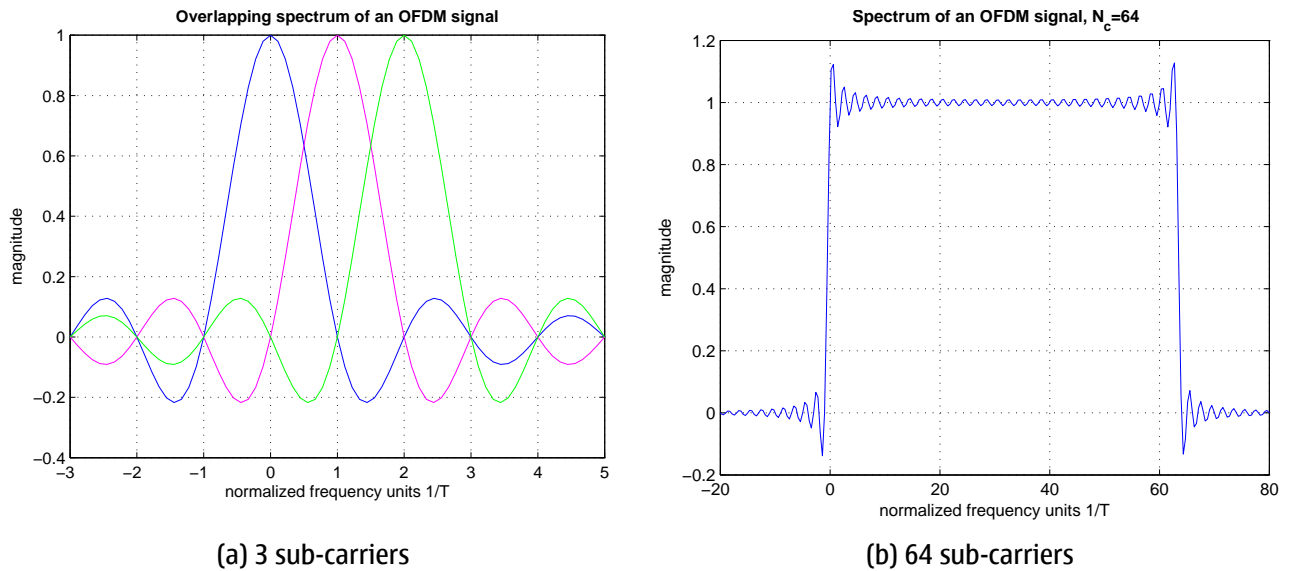 Overlapping spectrum of an OFDM signal
1
0.8
0.6
0.4
0.2
0
−0.2
−0.4
magnitude
−3 −2 −1 0 1 2 3 4 5
normalized frequency units 1/T
(a) 3 sub-carriers
Spectrum of an OFDM signal, N_c=64
1.2
1
0.8
0.6
0.4
0.2
0
−0.2
magnitude
−20 0 20 40 60 80
normalized frequency units 1/T
(b) 64 sub-carriers